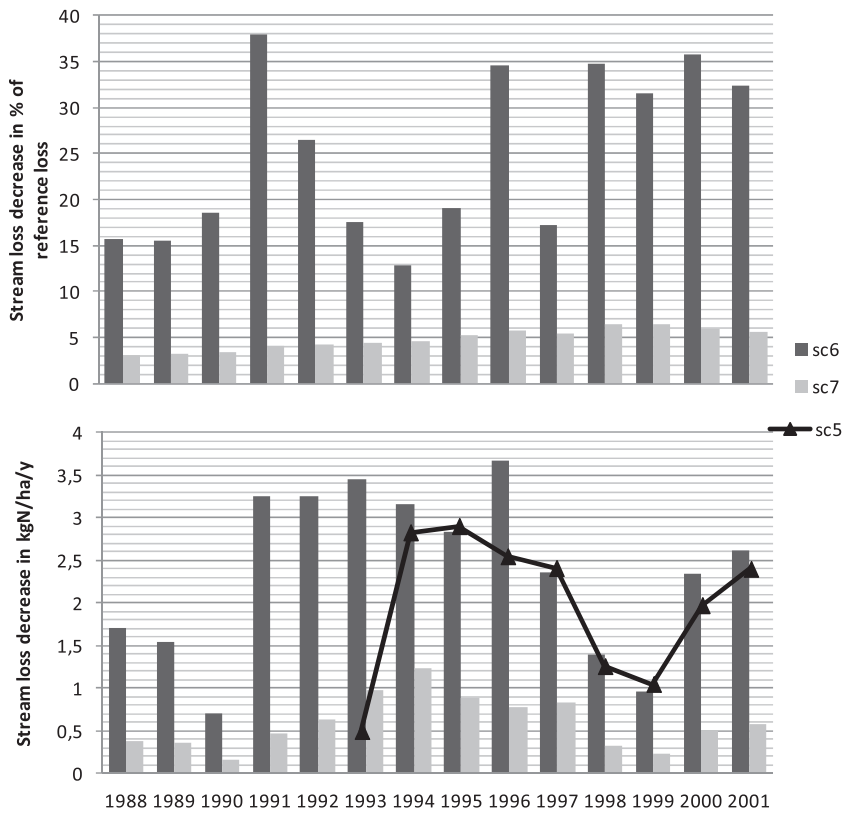 40
35
30
25
20
15
10
5
0
Stream loss decrease in % of
reference loss
sc6
sc7
sc5
4
3,5
3
2,5
2
1,5
1
0,5
0
Stream loss decrease in kgN/ha/y
1988 1989 1990 1991 1992 1993 1994 1995 1996 1997 1998 1999 2000 2001